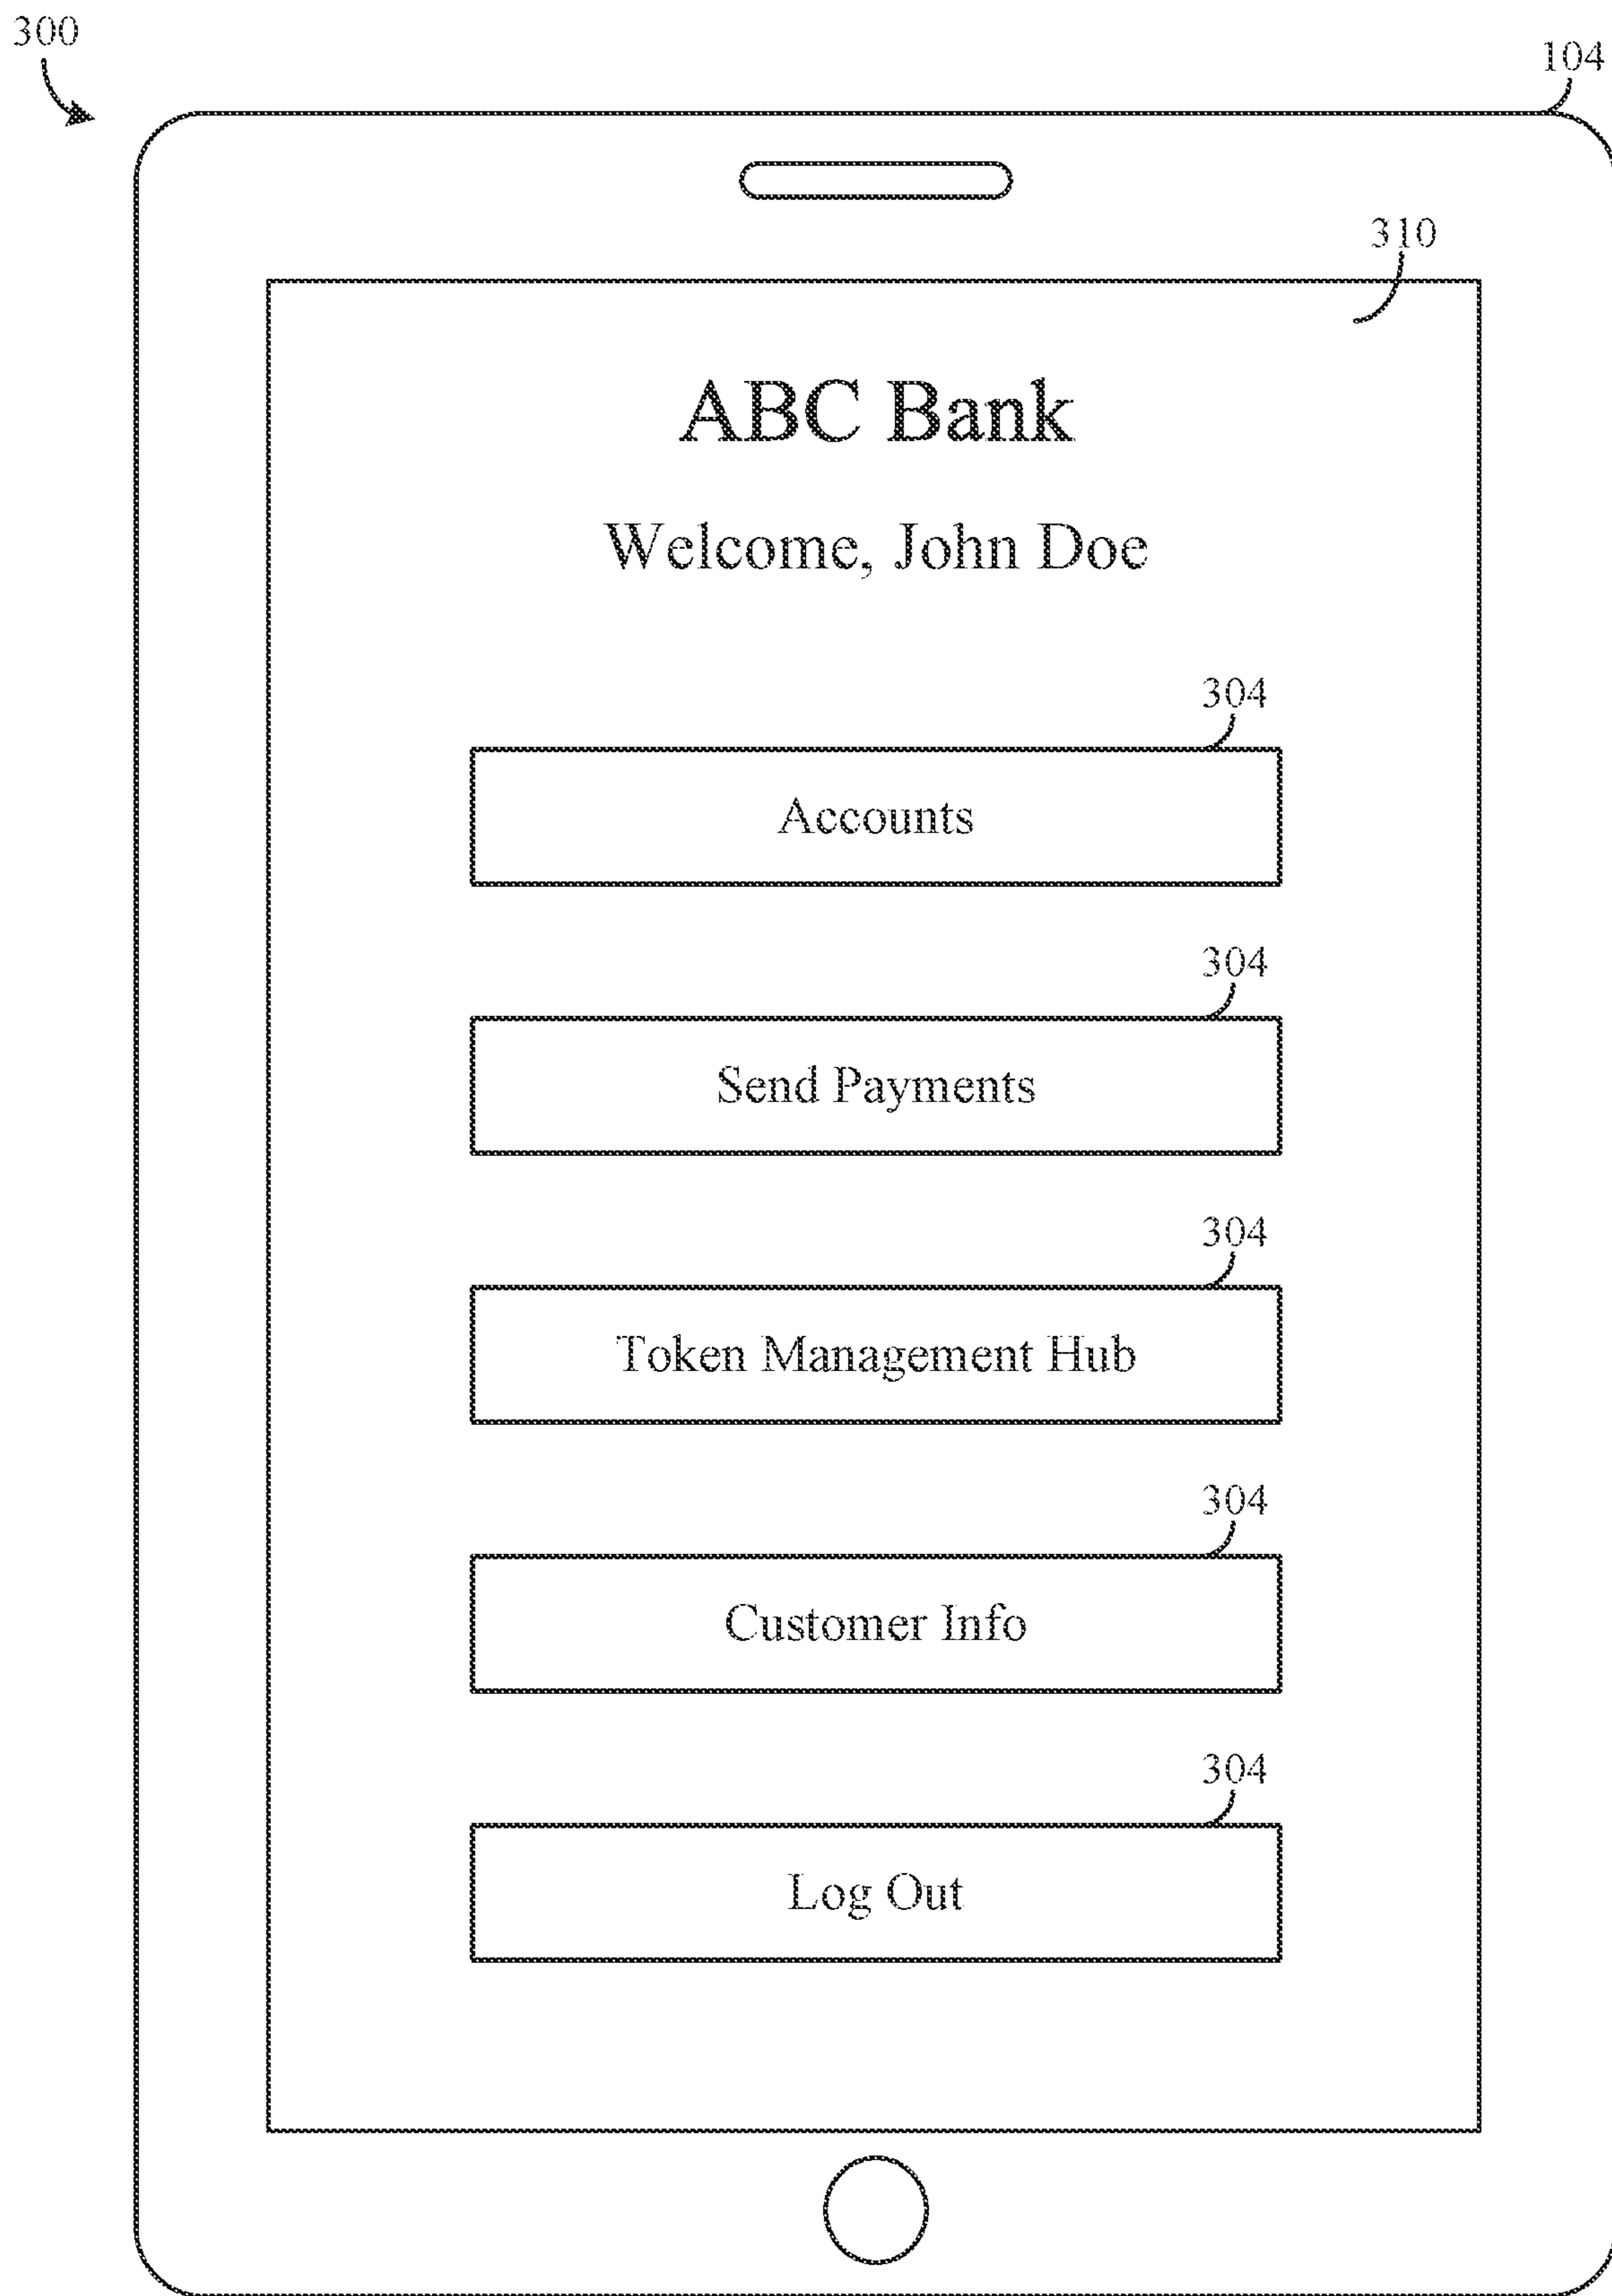 300
104
310
ABC Bank
Welcome, John Doe
304
Accounts
304
Send Payments
304
Token Management Hub
304
Customer Info
304
Log Out